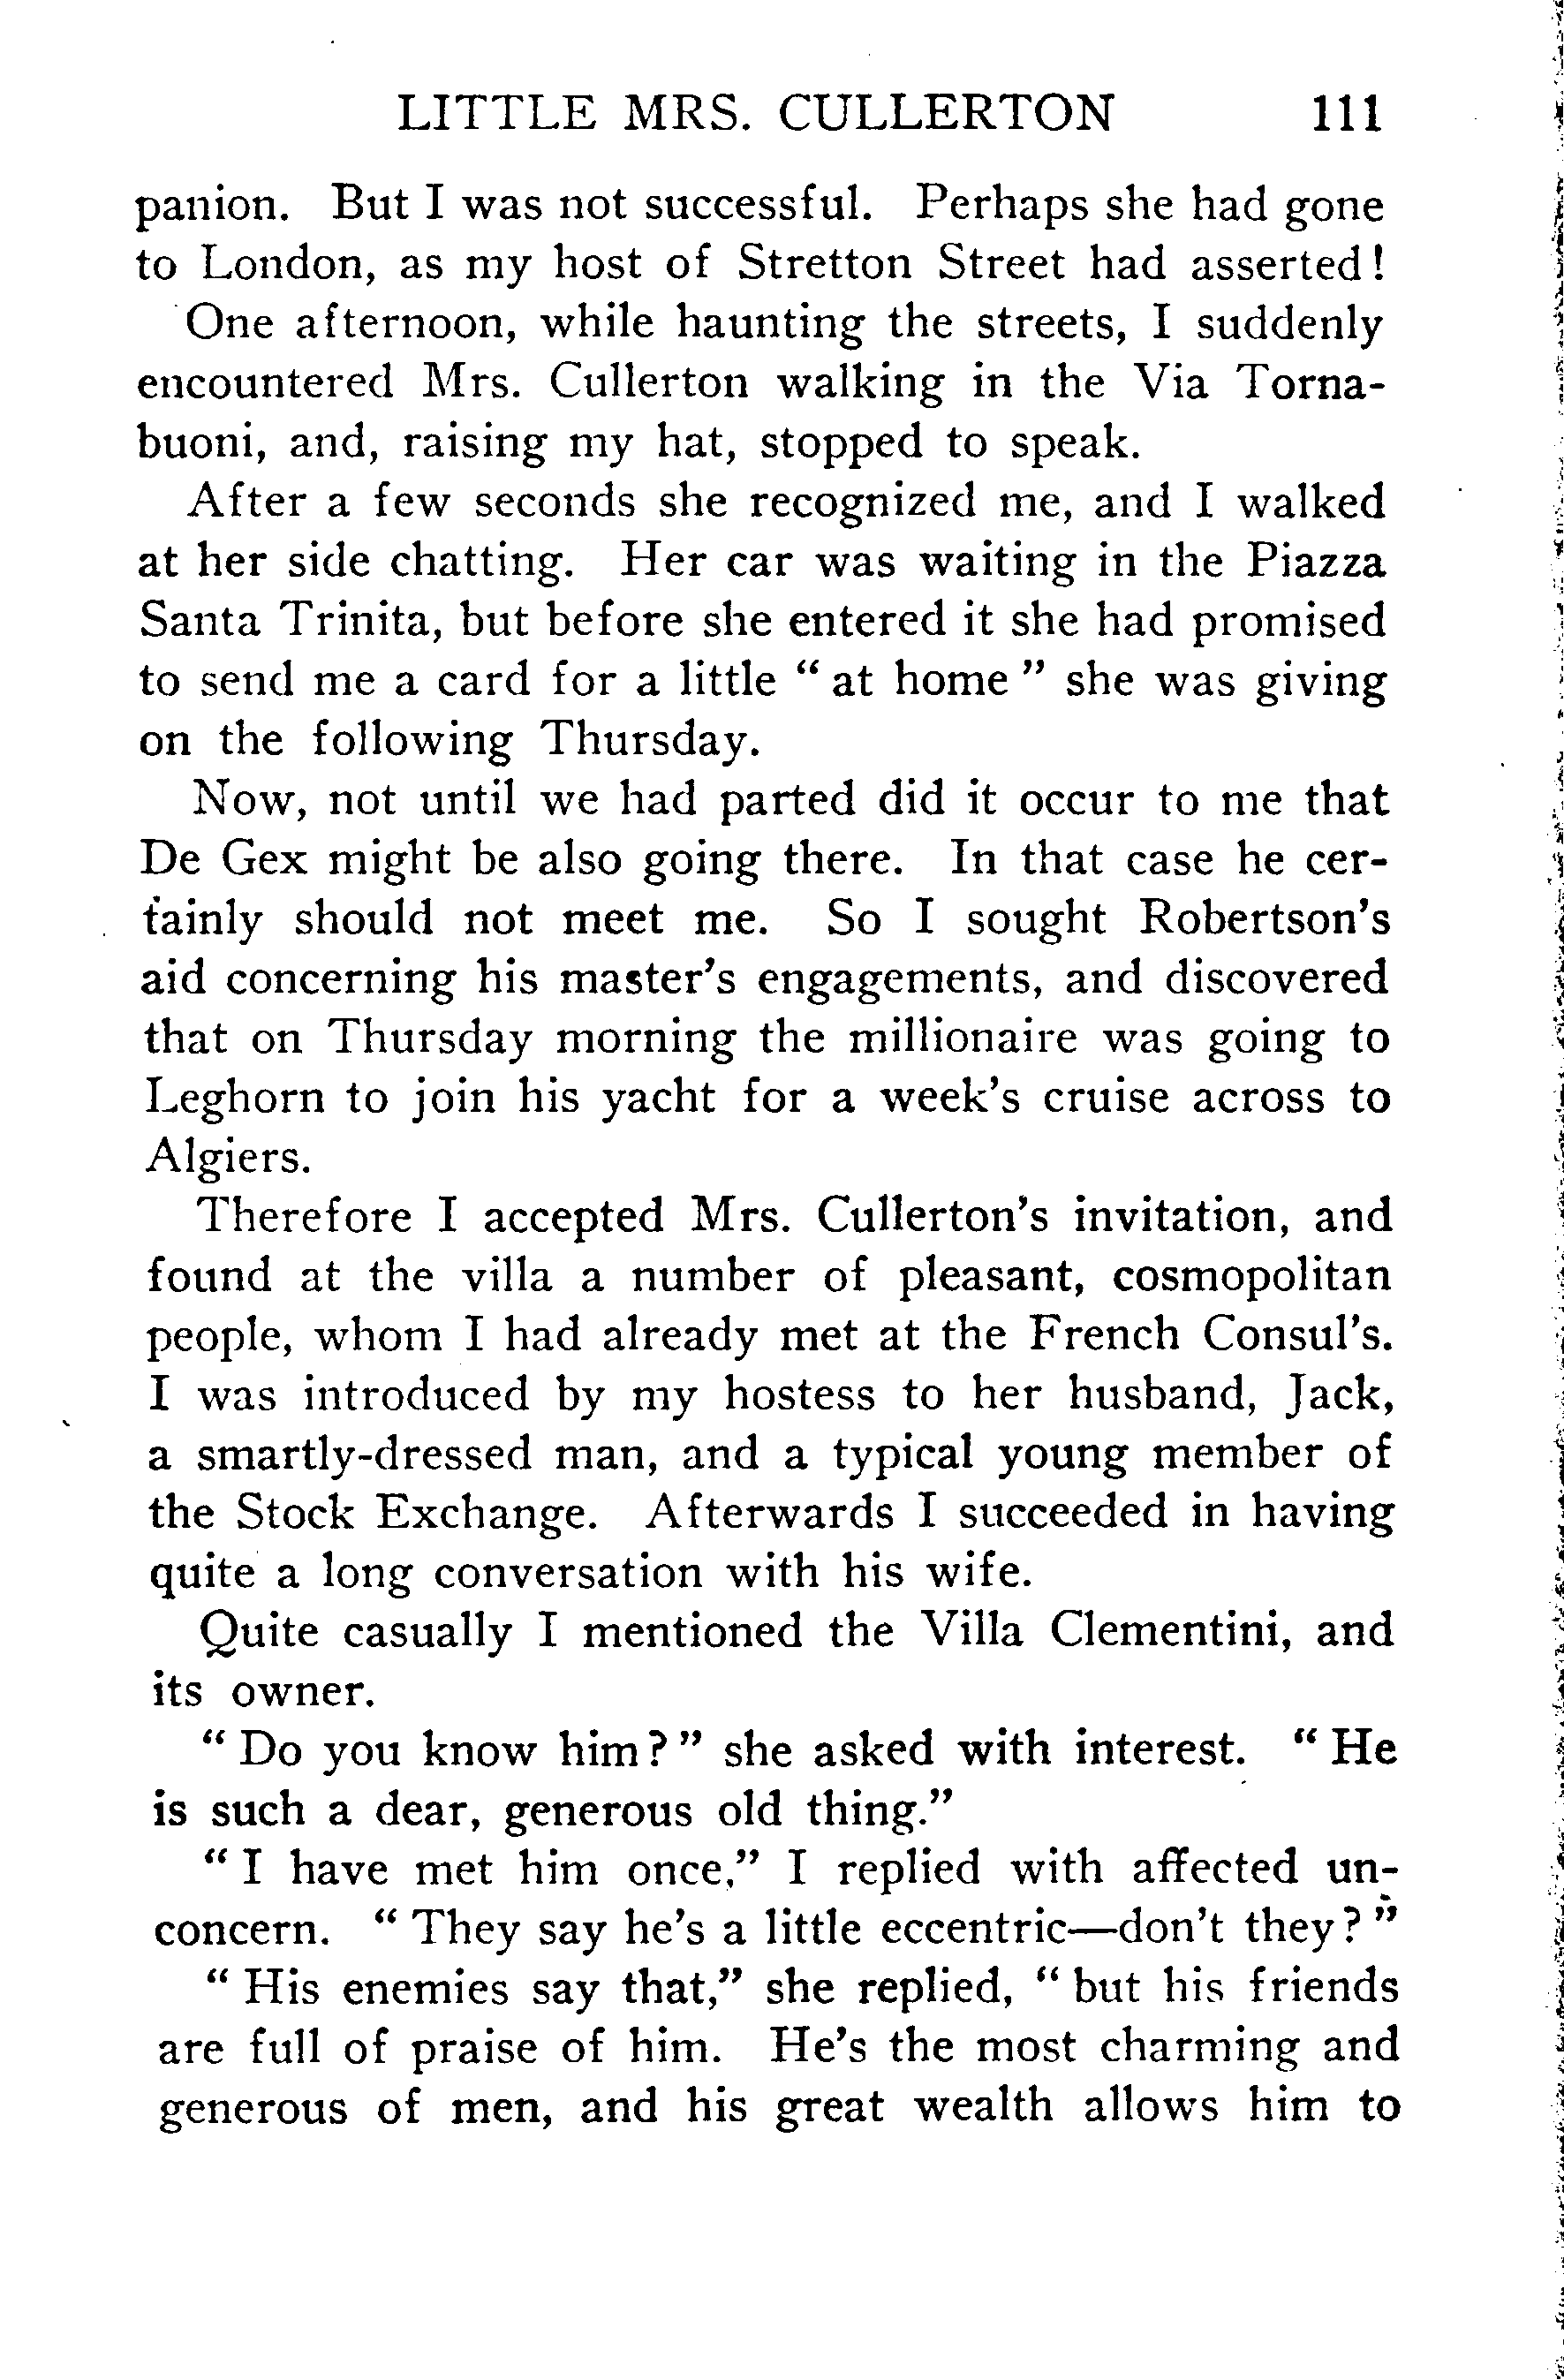 LITTLE MRS. CULLERTON 111
panion. But I was not successful. Perhaps she had gone
to London, as my host of Stretton Street had asserted!
One afternoon, while haunting the streets, I suddenly
encountered Mrs. Cullerton walking in the Via Torna-
buoni, and, raising my hat, stopped to speak.
After a few seconds she recognized me, and I walked
at her side chatting. Her car was waiting in the Piazza
Santa Trinita, but before she entered it she had promised
to send me a card for a little “ at home ” she was giving
on the following Thursday.
Now, not until we had parted did it occur to me that
De Gex might be also going there. In that case he cer-
tainly should not meet me. So I sought Robertson's
aid concerning his master's engagements, and discovered
that on Thursday morning the millionaire was going to
Leghorn to join his yacht for a week's cruise across to
Algiers.
Therefore I accepted Mrs. Cullerton's invitation, and
found at the villa a number of pleasant, cosmopolitan
people, whom I had already met at the French Consul's.
I was introduced by my hostess to her husband, Jack,
a smartly-dressed man, and a typical young member of
the Stock Exchange. Afterwards I succeeded in having
quite a long conversation with his wife.
Quite casually I mentioned the Villa Clementini, and
its owner.
“ Do you know him? ” she asked with interest. “ He
is such a dear, generous old thing.”
“ I have met him once,” I replied with affected un-
concern. “ They say he's a little eccentric—don't they? ”
“ His enemies say that,” she replied, “ but his friends
are full of praise of him. He's the most charming and
generous of men, and his great wealth allows him to